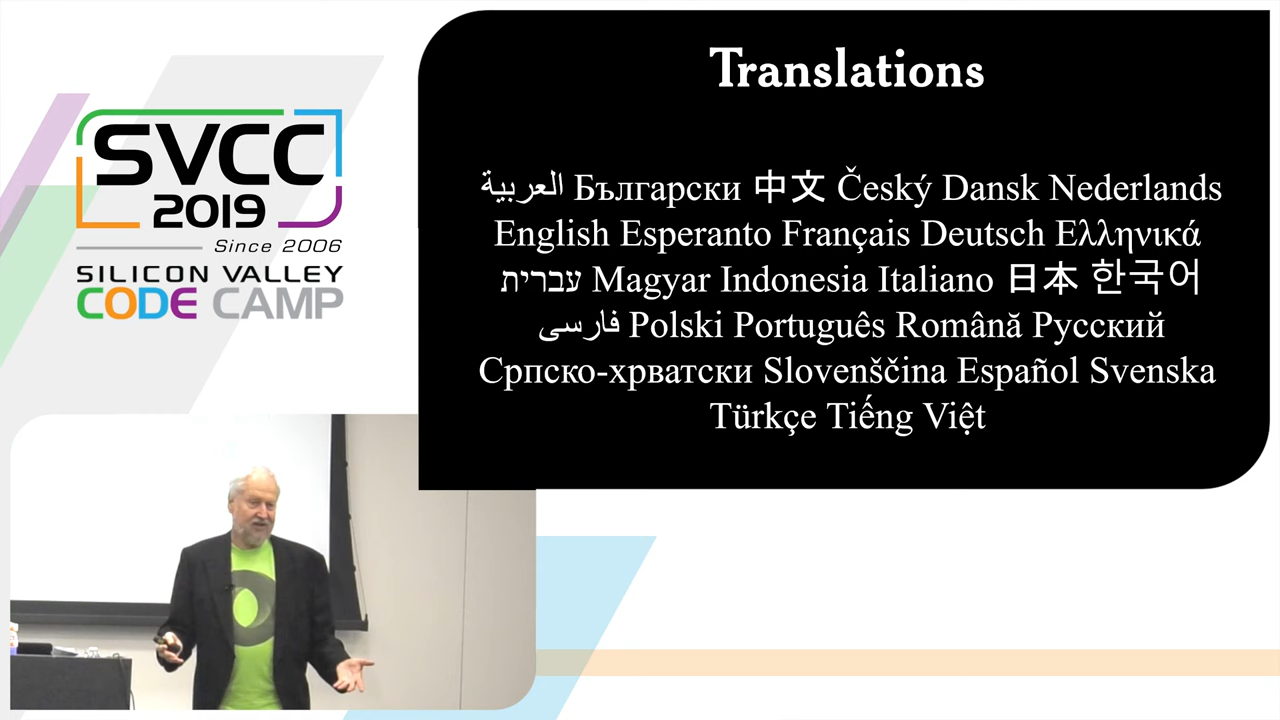 SVCC
2019
Since 2006
SILICON VALLEY
CODE CAMP
Translations
العربية Български 中文 Český Dansk Nederlands
English Esperanto Français Deutsch Ελληνικά
עברית Magyar Indonesia Italiano 日本 한국어
فارسی Polski Português Română Русский
Српско-хрватски Slovenščina Español Svenska
Türkçe Tiếng Việt